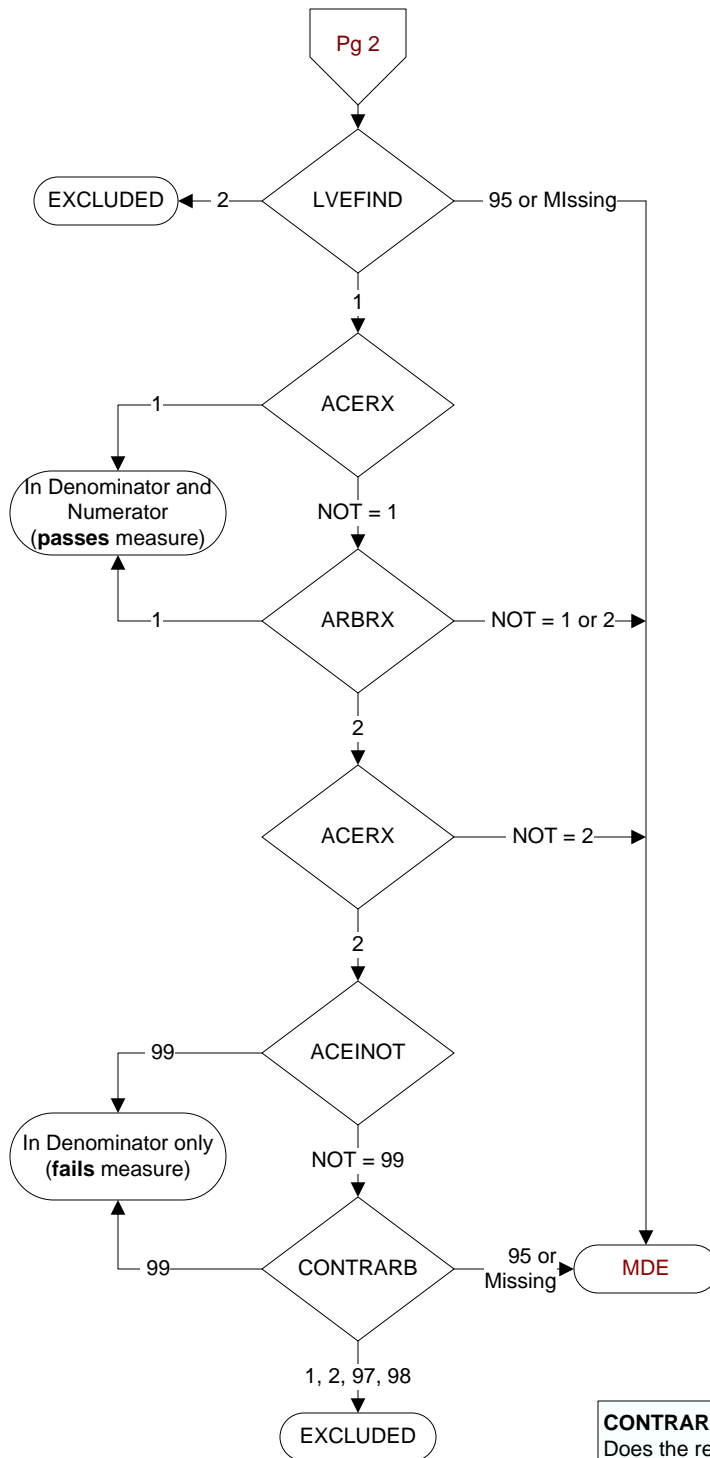 Pg 2
LVEFIND
EXCLUDED
2
95 or MIssing
1
ACERX
1
In Denominator and
Numerator
(passes measure)
NOT = 1
ARBRX
1
NOT = 1 or 2
2
ACERX
NOT = 2
2
ACEINOT
99
In Denominator only
(fails measure)
NOT = 99
CONTRARB
99
95 or
Missing
MDE
1, 2, 97, 98
EXCLUDED
CONTRAR
Does the re